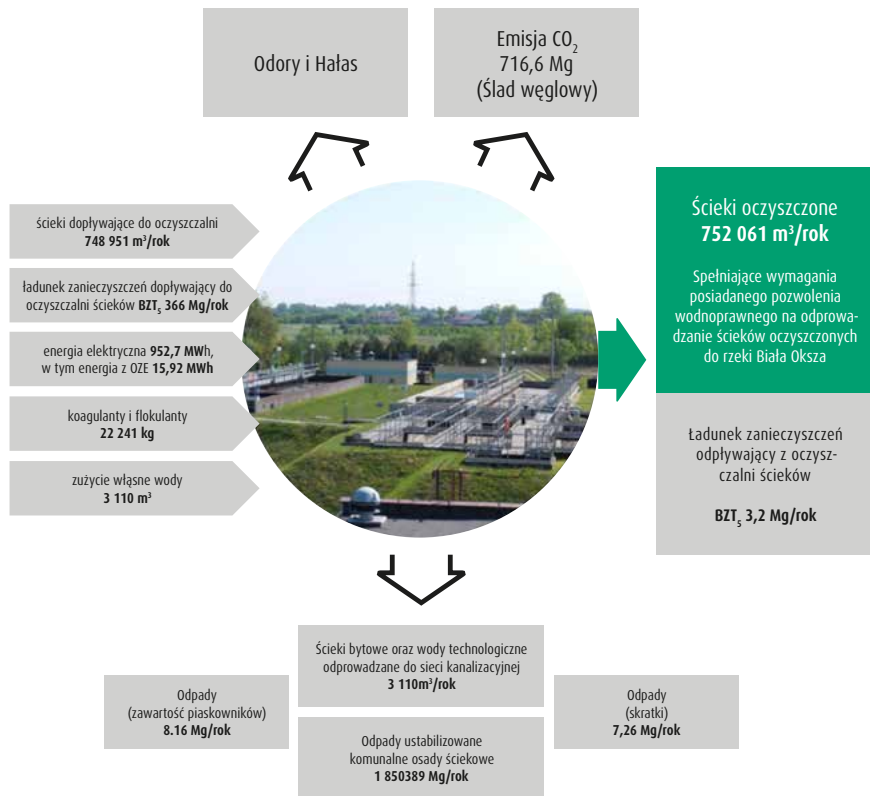 Odory i Hałas
Emisja CO₂
716,6 Mg
(Ślad węglowy)
ścieki dopływające do oczyszczalni
748 951 m³/rok
ładunek zanieczyszczeń dopływający do
oczyszczalni ścieków BZT₅ 366 Mg/rok
energia elektryczna 952,7 MWh,
w tym energia z OZE 15,92 MWh
koagulanty i flokulanty
22 241 kg
zużycie własne wody
3 110 m³
Ścieki oczyszczone
752 061 m³/rok
Spełniające wymagania
posiadanego pozwolenia
wodnoprawnego na odprowa-
dzanie ścieków oczyszczonych
do rzeki Biała Oksza
Ładunek zanieczyszczeń
odpływający z oczysz-
czalni ścieków
BZT₅ 3,2 Mg/rok
Ścieki bytowe oraz wody technologiczne
odprowadzane do sieci kanalizacyjnej
3 110m³/rok
Odpady
(zawartość piaskowników)
8.16 Mg/rok
Odpady
(skratki)
7,26 Mg/rok
Odpady ustabilizowane
komunalne osady ściekowe
1 850389 Mg/rok